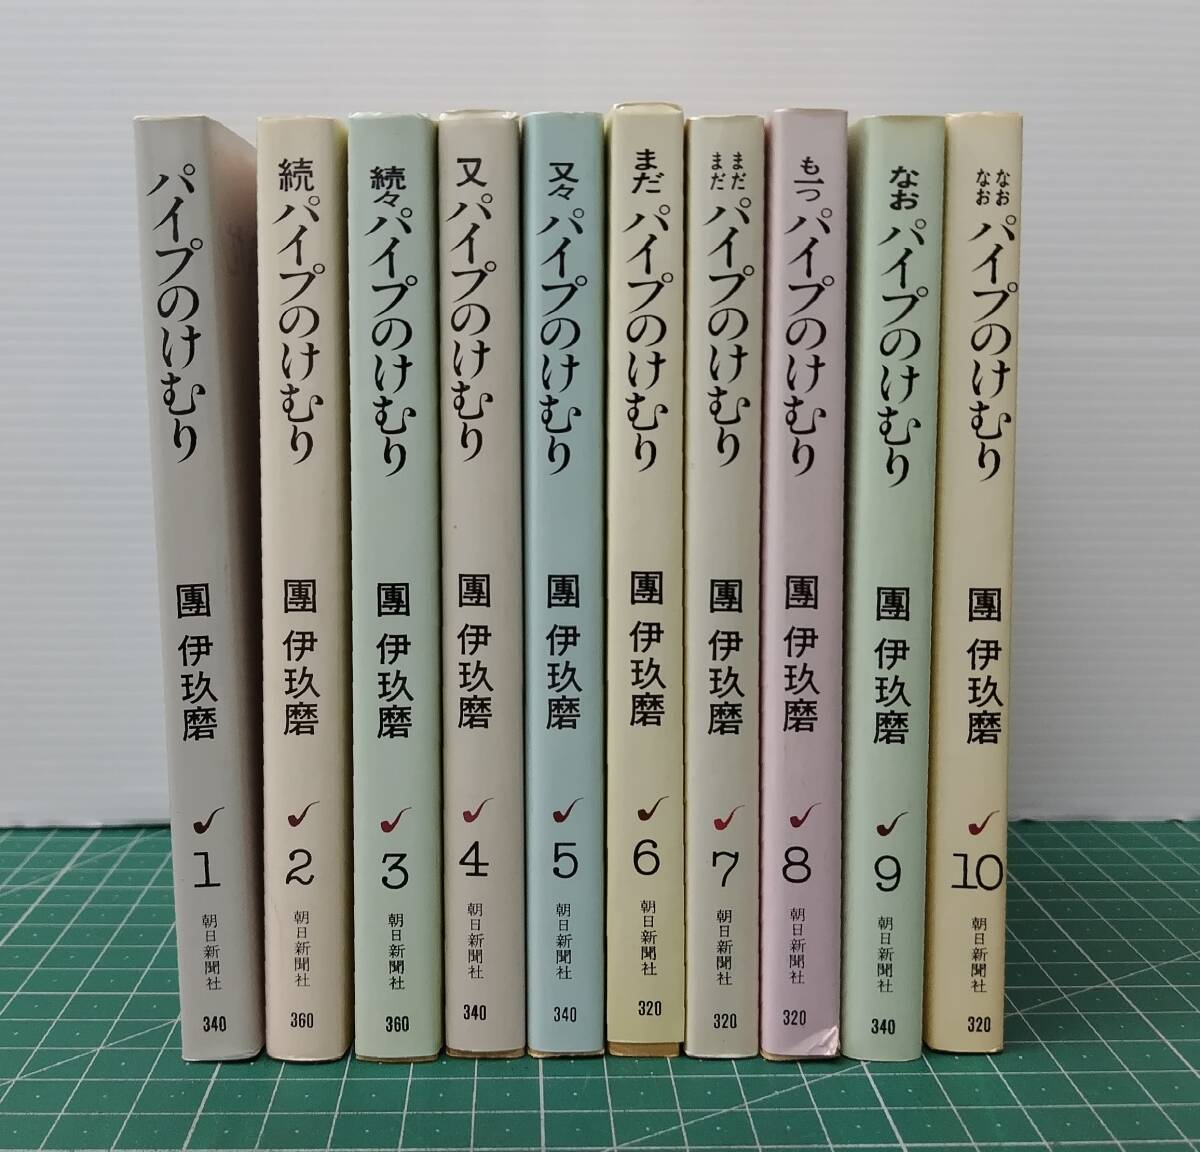 パイプのけむり
團 伊玖磨
1
朝日新聞社
340
続 パイプのけむり
團 伊玖磨
2
朝日新聞社
360
続々 パイプのけむり
團 伊玖磨
3
朝日新聞社
360
又 パイプのけむり
團 伊玖磨
4
朝日新聞社
340
又々 パイプのけむり
團 伊玖磨
5
朝日新聞社
340
まだ パイプのけむり
團 伊玖磨
6
朝日新聞社
320
まだまだ パイプのけむり
團 伊玖磨
7
朝日新聞社
320
も一つ パイプのけむり
團 伊玖磨
8
朝日新聞社
320
なお パイプのけむり
團 伊玖磨
9
朝日新聞社
340
なおなお パイプのけむり
團 伊玖磨
10
朝日新聞社
320